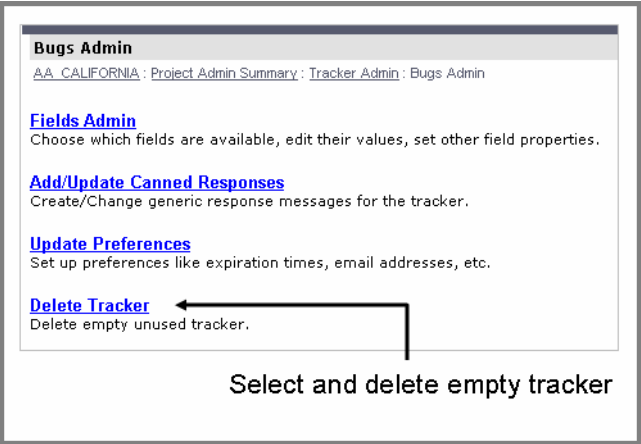 Bugs Admin
AA_CALIFORNIA : Project Admin Summary : Tracker Admin : Bugs Admin
Fields Admin
Choose which fields are available, edit their values, set other field properties.
Add/Update Canned Responses
Create/Change generic response messages for the tracker.
Update Preferences
Set up preferences like expiration times, email addresses, etc.
Delete Tracker
Delete empty unused tracker.
Select and delete empty tracker